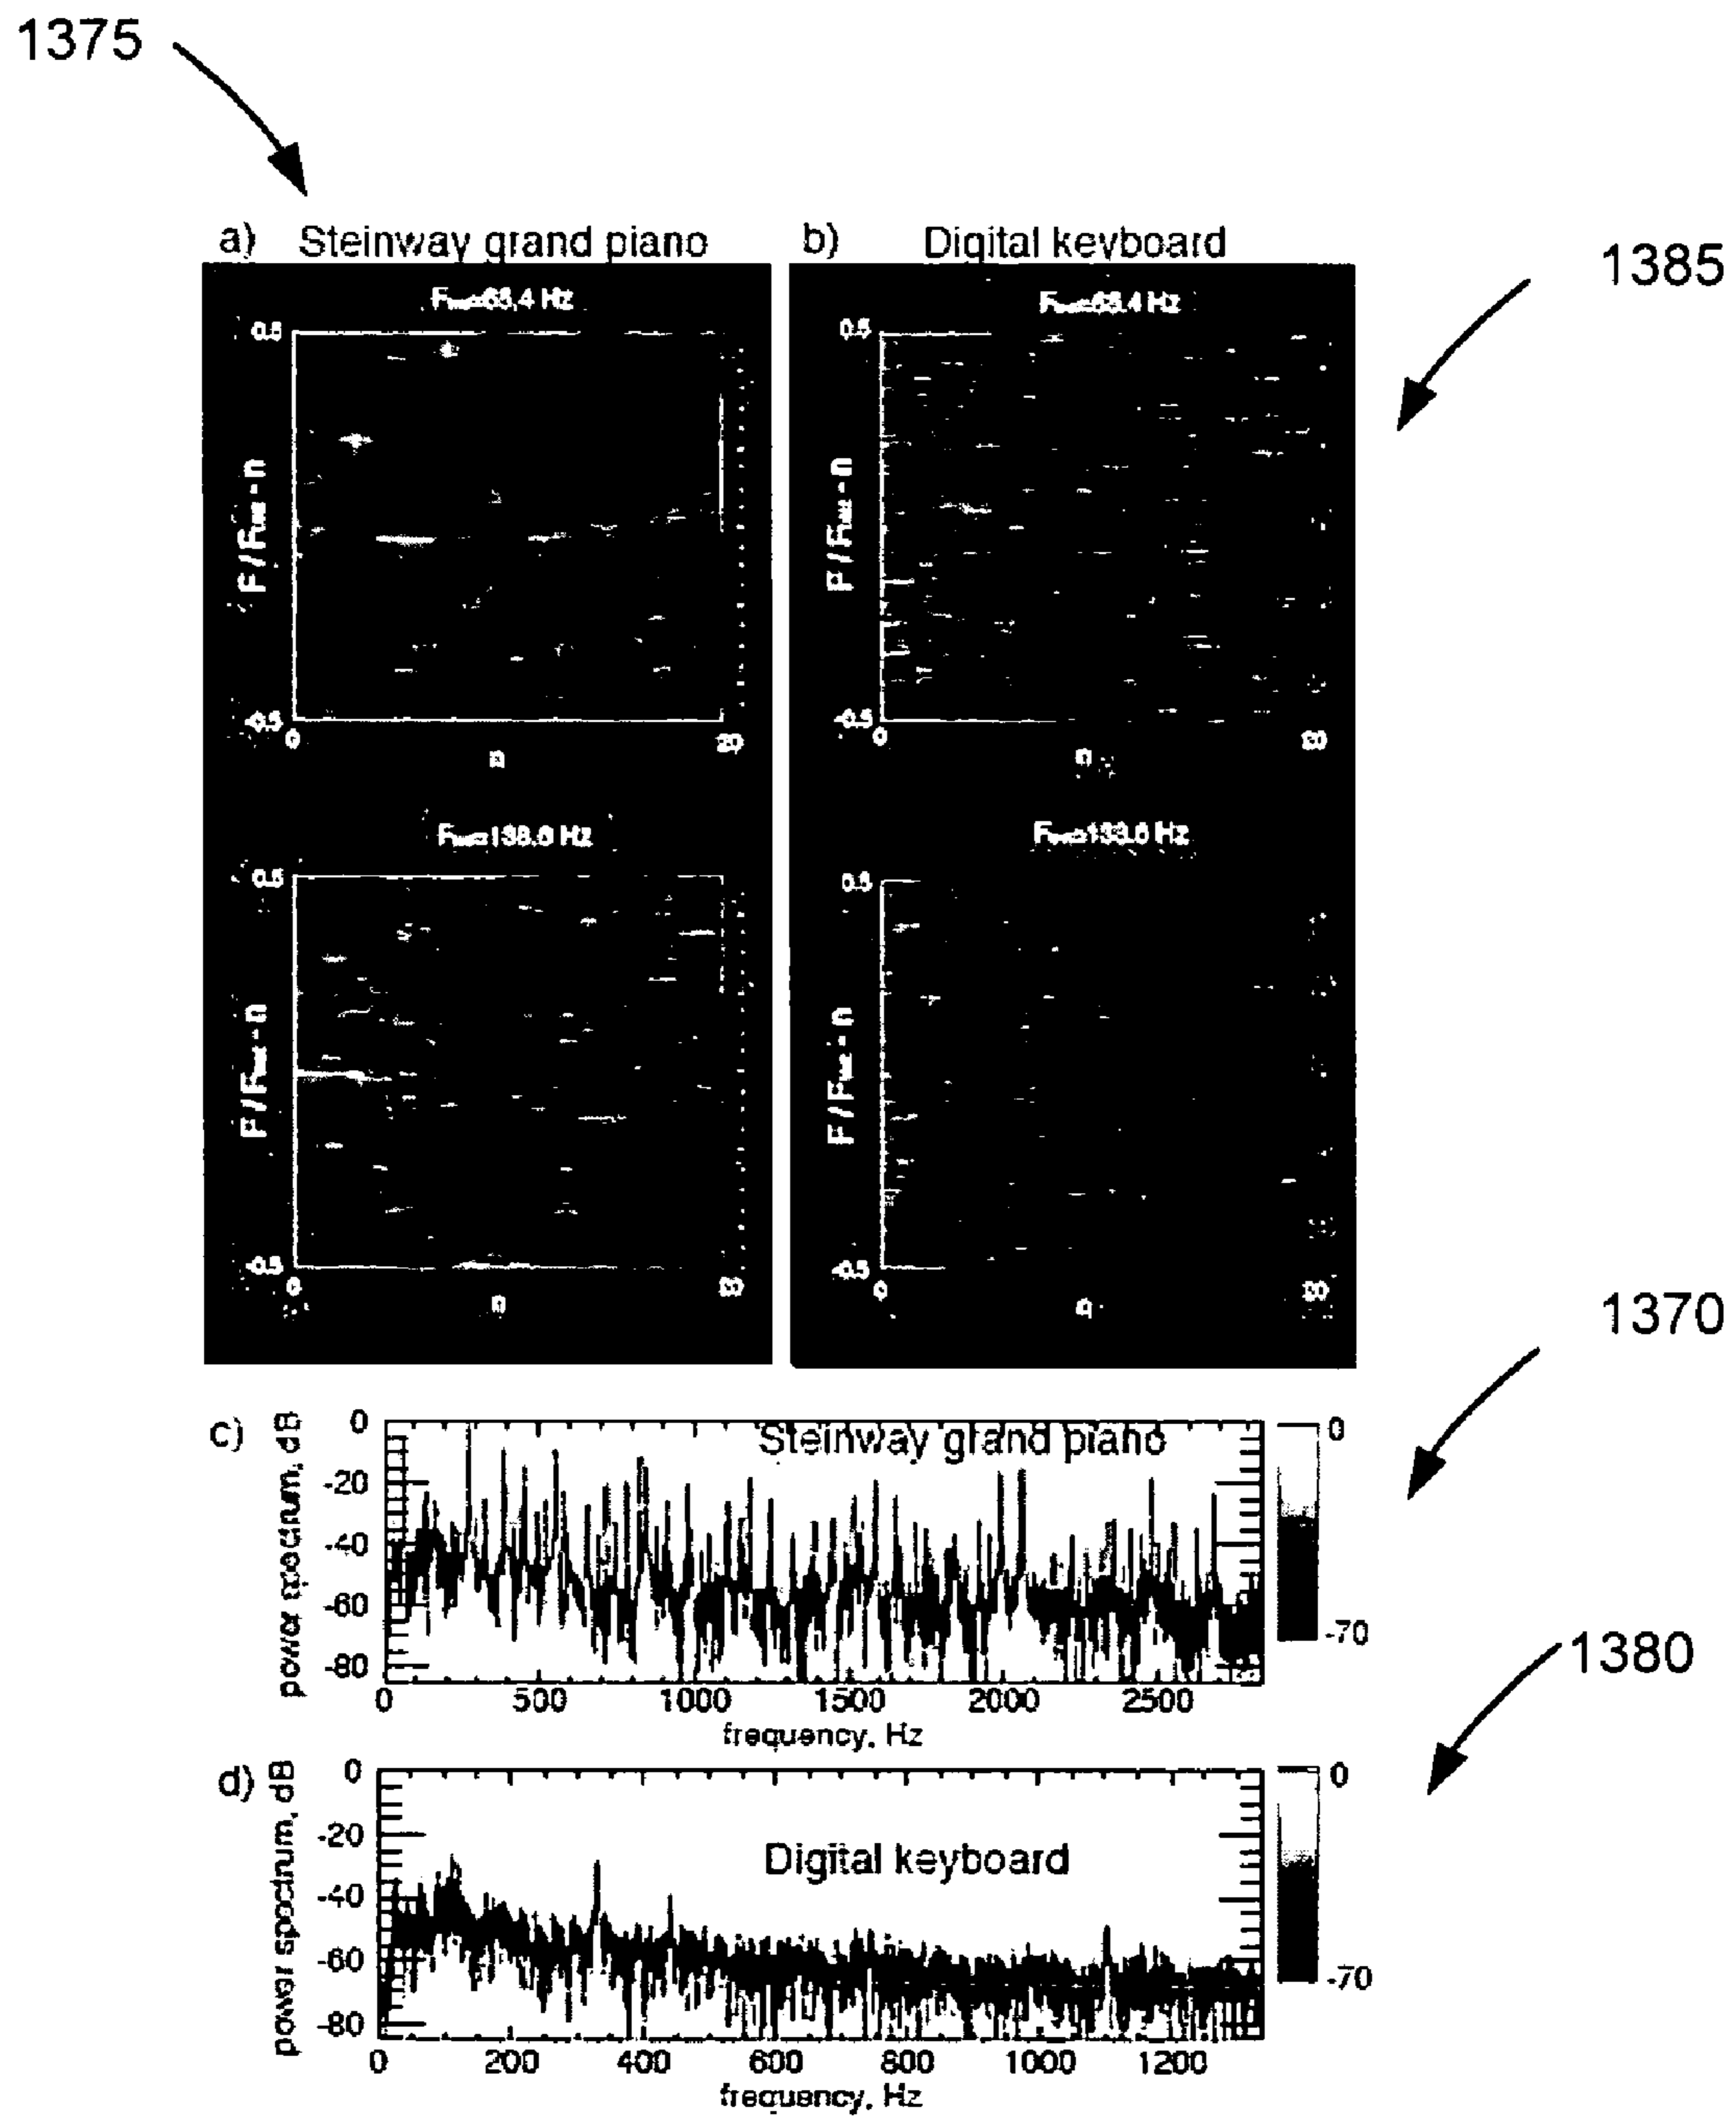 1375
a) Steinway grand piano
b) Digital keyboard
1385
0.5
-0.5
0
20
n
0.5
-0.5
0
n
0.5
-0.5
0
n
0.5
-0.5
0
1370
c)
power spectrum, dB
0
-20
-40
-60
-80
Steinway grand piano
0 500 1000 1500 2000 2500
frequency, Hz
0
-70
1380
d)
power spectrum, dB
0
-20
-40
-60
-80
Digital keyboard
0 200 400 600 800 1000 1200
frequency, Hz
0
-70